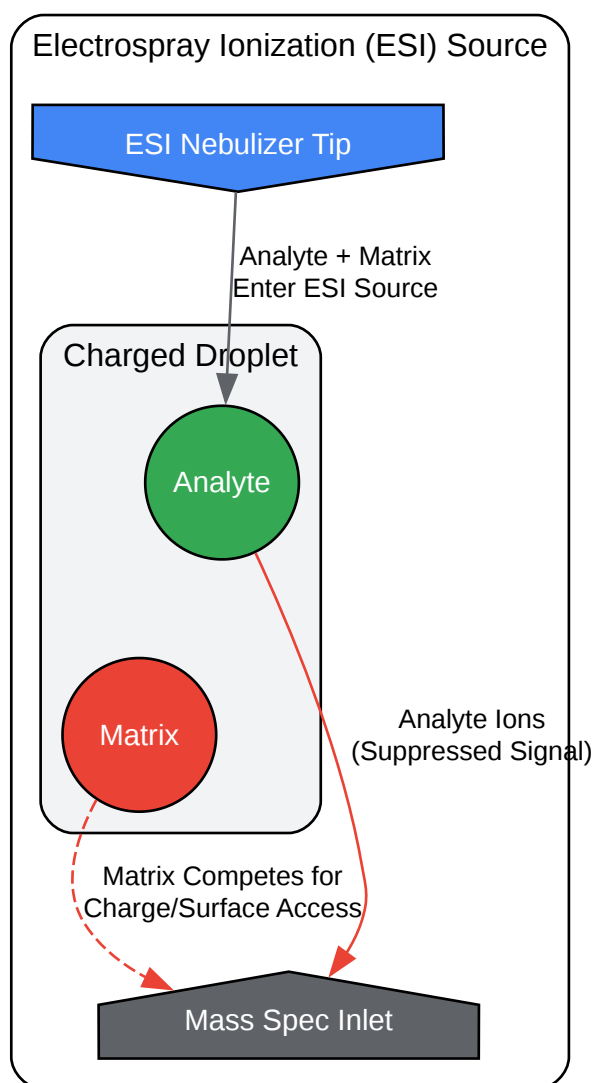 Electrospray Ionization (ESI) Source
ESI Nebulizer Tip
Analyte + Matrix
Enter ESI Source
Charged Droplet
Analyte
Matrix
Analyte Ions
(Suppressed Signal)
Matrix Competes for
Charge/Surface Access
Mass Spec Inlet